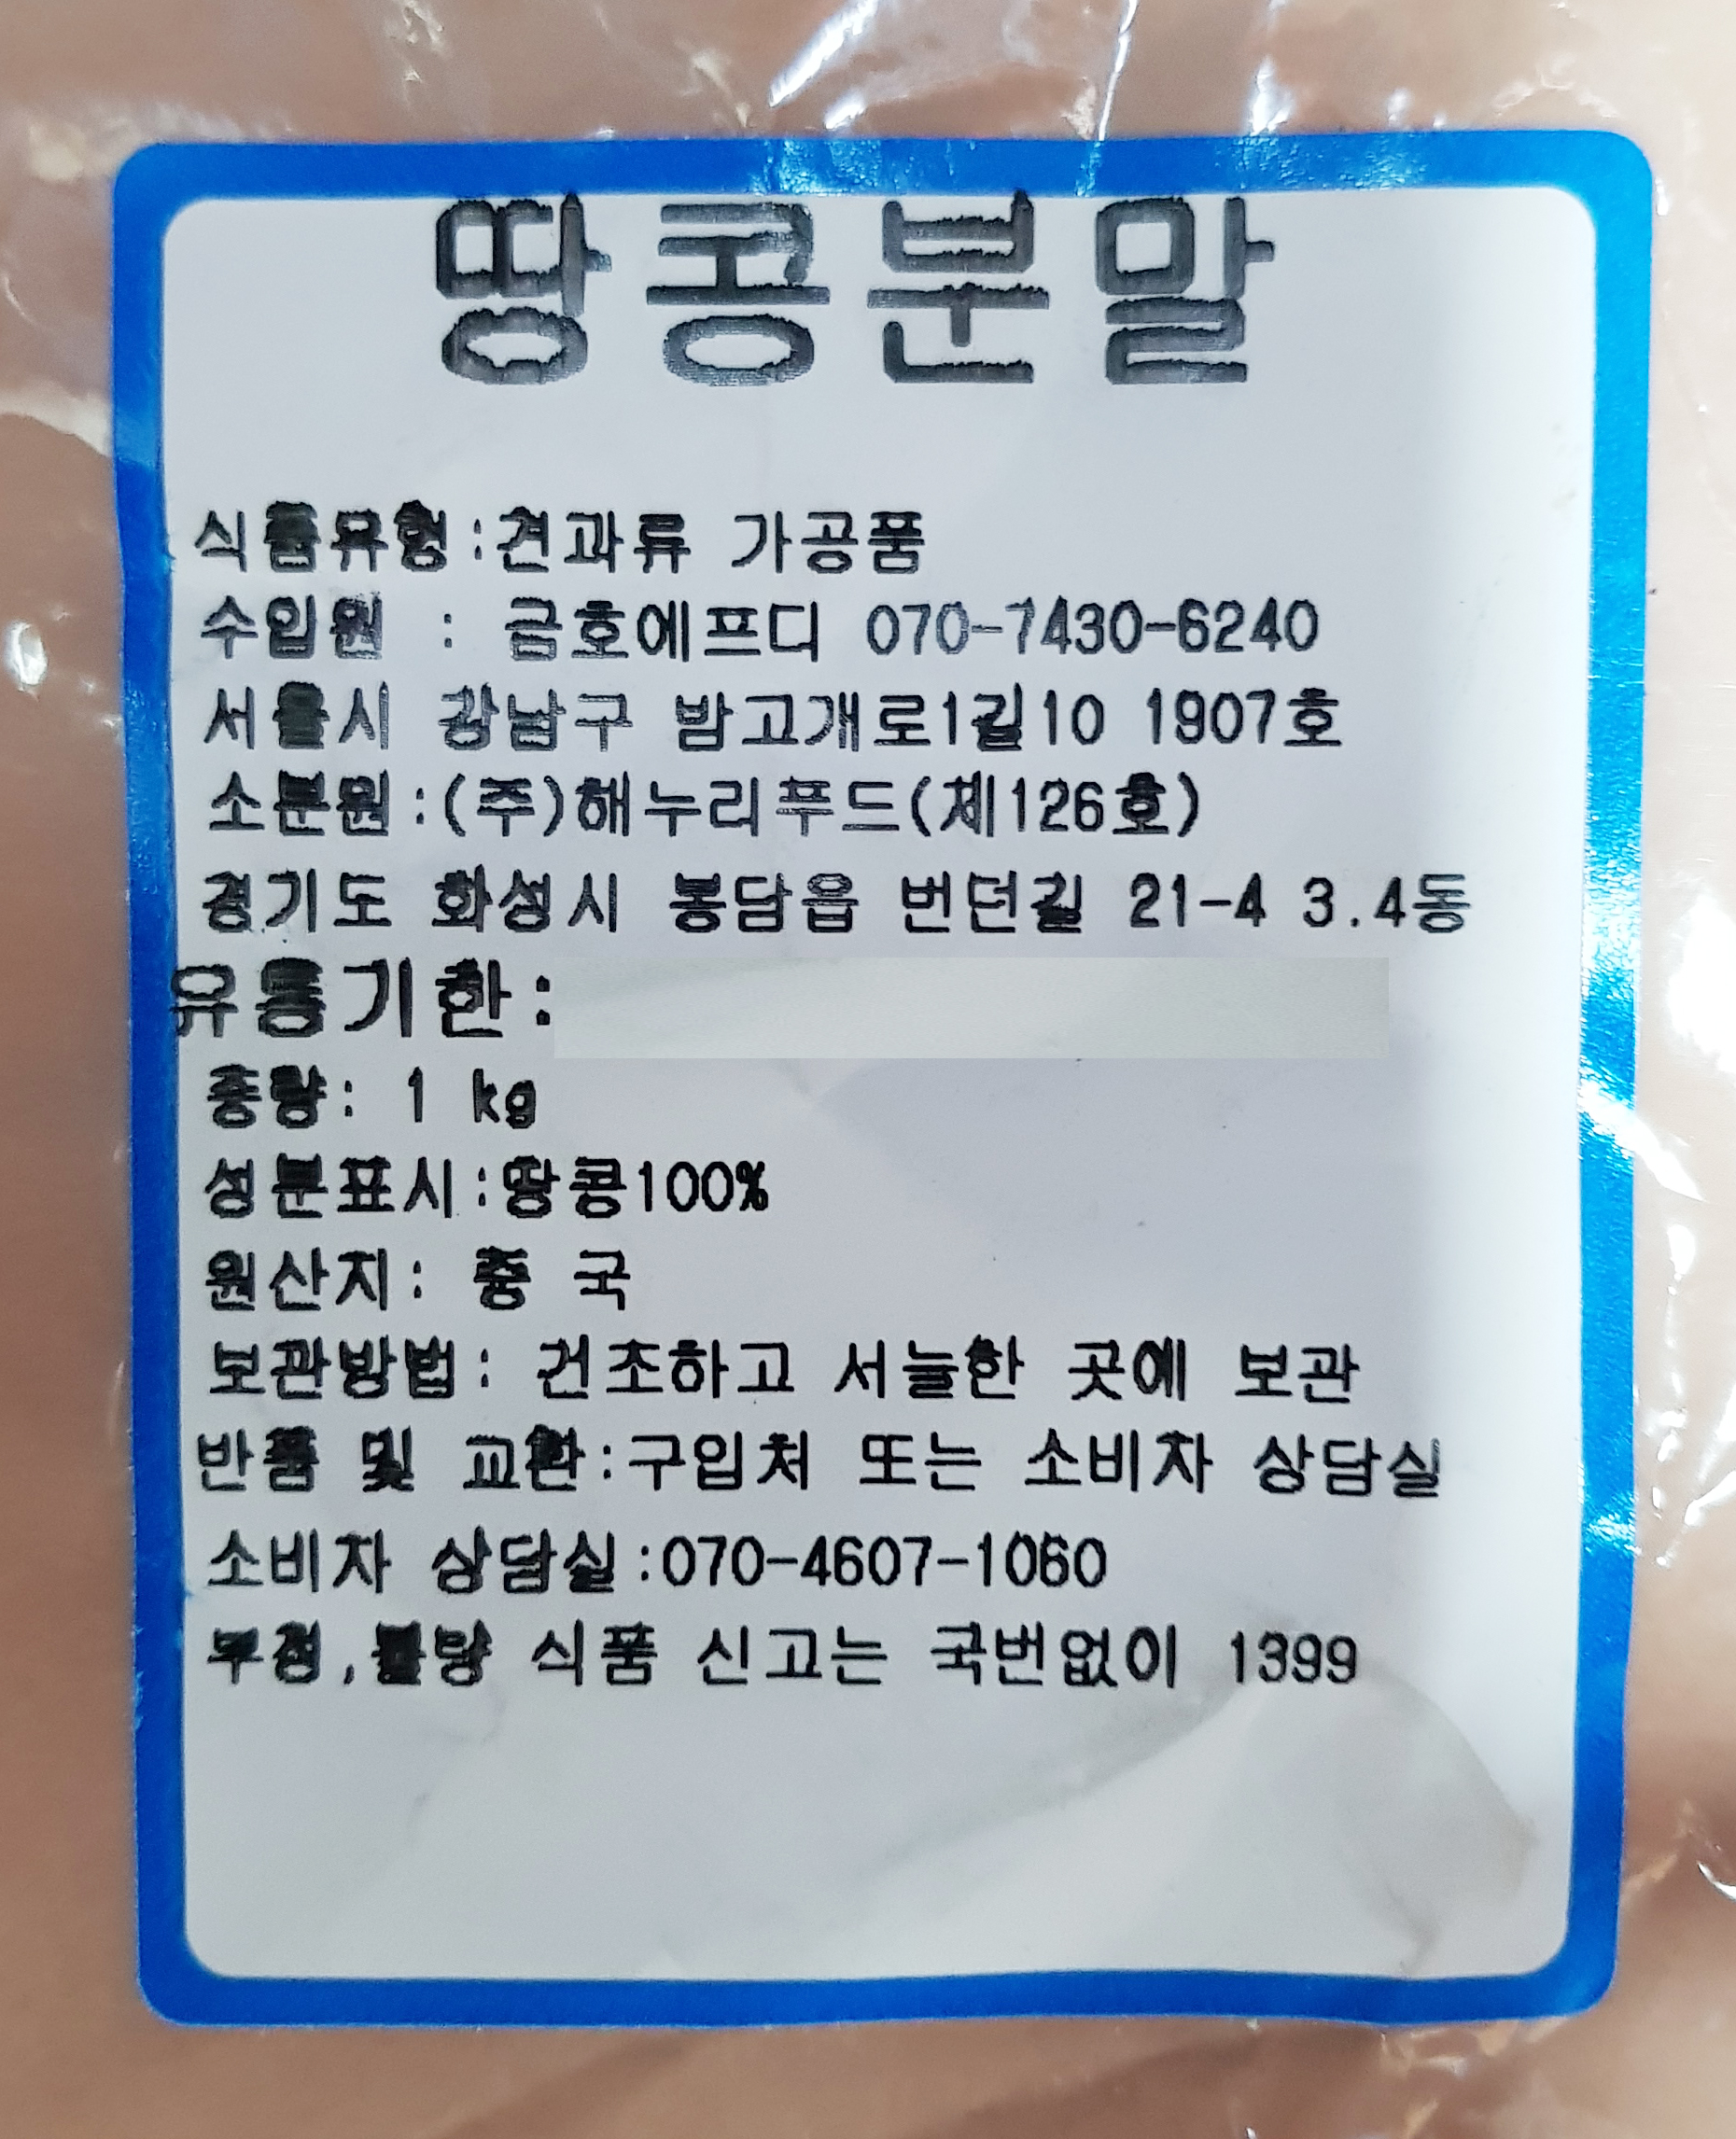 땅콩분말
식품유형:견과류 가공품
수입원 : 금호에프디 070-7430-6240
서울시 강남구 밤고개로1길10 1907호
소분원:(주)해누리푸드(제126호)
경기도 화성시 봉담읍 번던길 21-4 3.4동
유통기한:
중량: 1 kg
성분표시:땅콩100%
원산지: 중 국
보관방법: 건조하고 서늘한 곳에 보관
반품 및 교환:구입처 또는 소비자 상담실
소비자 상담실:070-4607-1060
부정,불량 식품 신고는 국번없이 1399